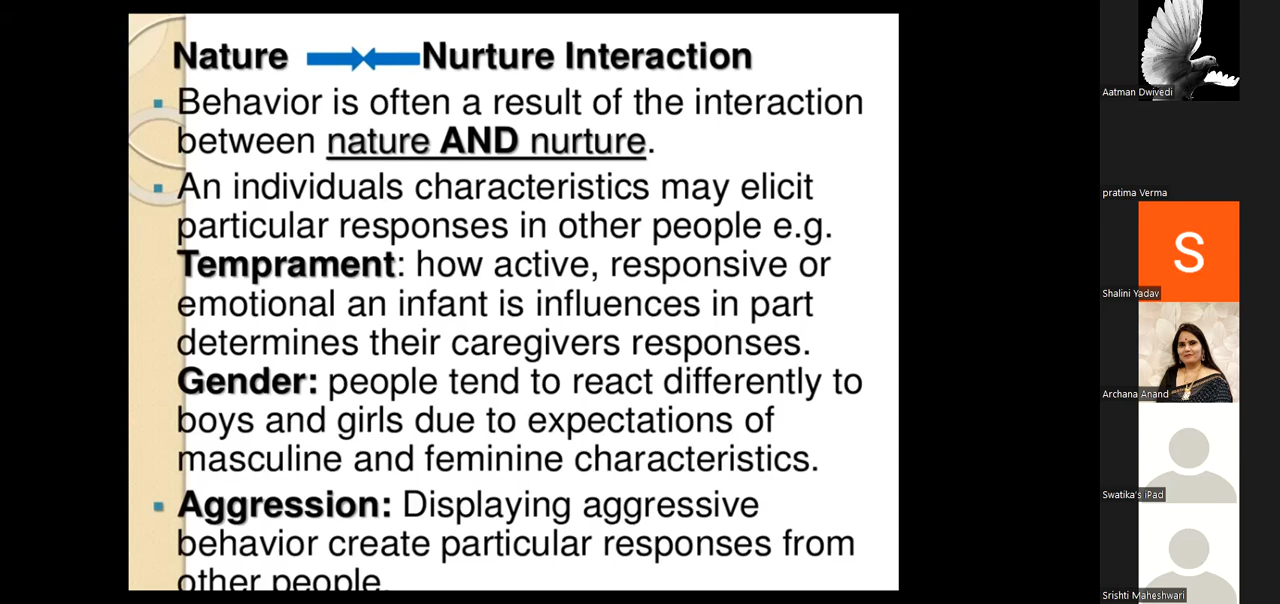 Nature Nurture Interaction
Behavior is often a result of the interaction
between nature AND nurture.
An individuals characteristics may elicit
particular responses in other people e.g.
Temprament: how active, responsive or
emotional an infant is influences in part
determines their caregivers responses.
Gender: people tend to react differently to
boys and girls due to expectations of
masculine and feminine characteristics.
Aggression: Displaying aggressive
behavior create particular responses from
other people.
Aatman Dwivedi
pratima Verma
S
Shalini Yadav
Archana Anand
Swatika's iPad
Srishti Maheshwari